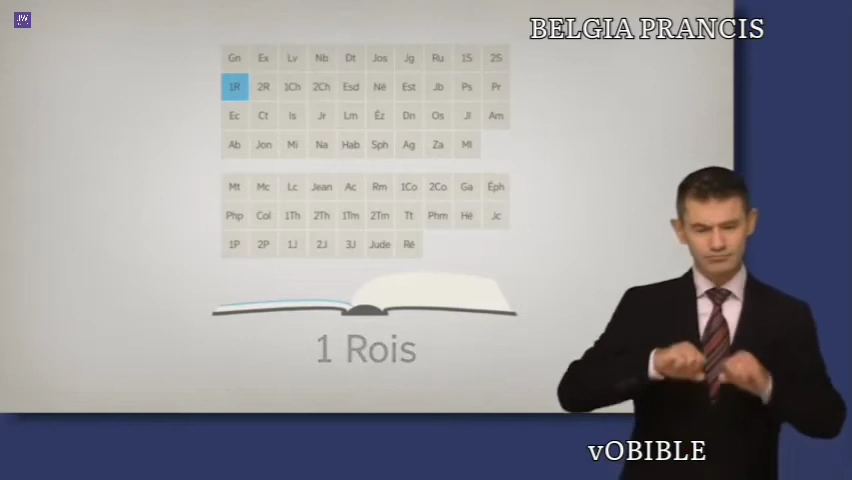 JW
BELGIA PRANCIS
Gn Ex Lv Nb Dt Jos Jg Ru 1S 2S
1R 2R 1Ch 2Ch Esd Né Est Jb Ps Pr
Ec Ct Is Jr Lm Éz Dn Os Jl Am
Ab Jon Mi Na Hab Sph Ag Za Ml
Mt Mc Lc Jean Ac Rm 1Co 2Co Ga Éph
Php Col 1Th 2Th 1Tm 2Tm Tt Phm Hé Jc
1P 2P 1J 2J 3J Jude Ré
1 Rois
vOBIBLE